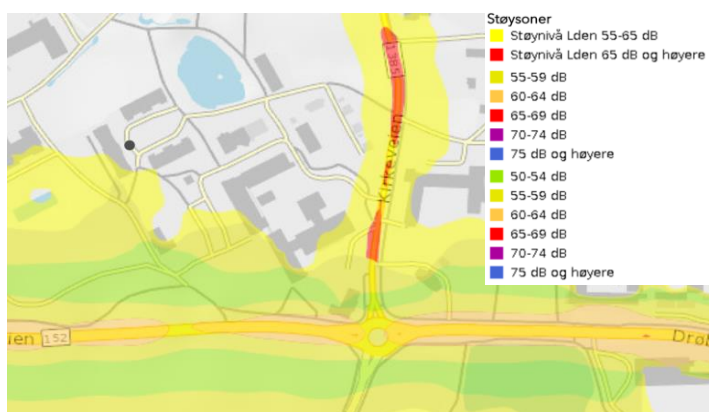 Støysoner
Støynivå Lden 55-65 dB
Støynivå Lden 65 dB og høyere
55-59 dB
60-64 dB
65-69 dB
70-74 dB
75 dB og høyere
50-54 dB
55-59 dB
60-64 dB
65-69 dB
70-74 dB
75 dB og høyere
1385
Kirkeveien
ien 152
Drøb